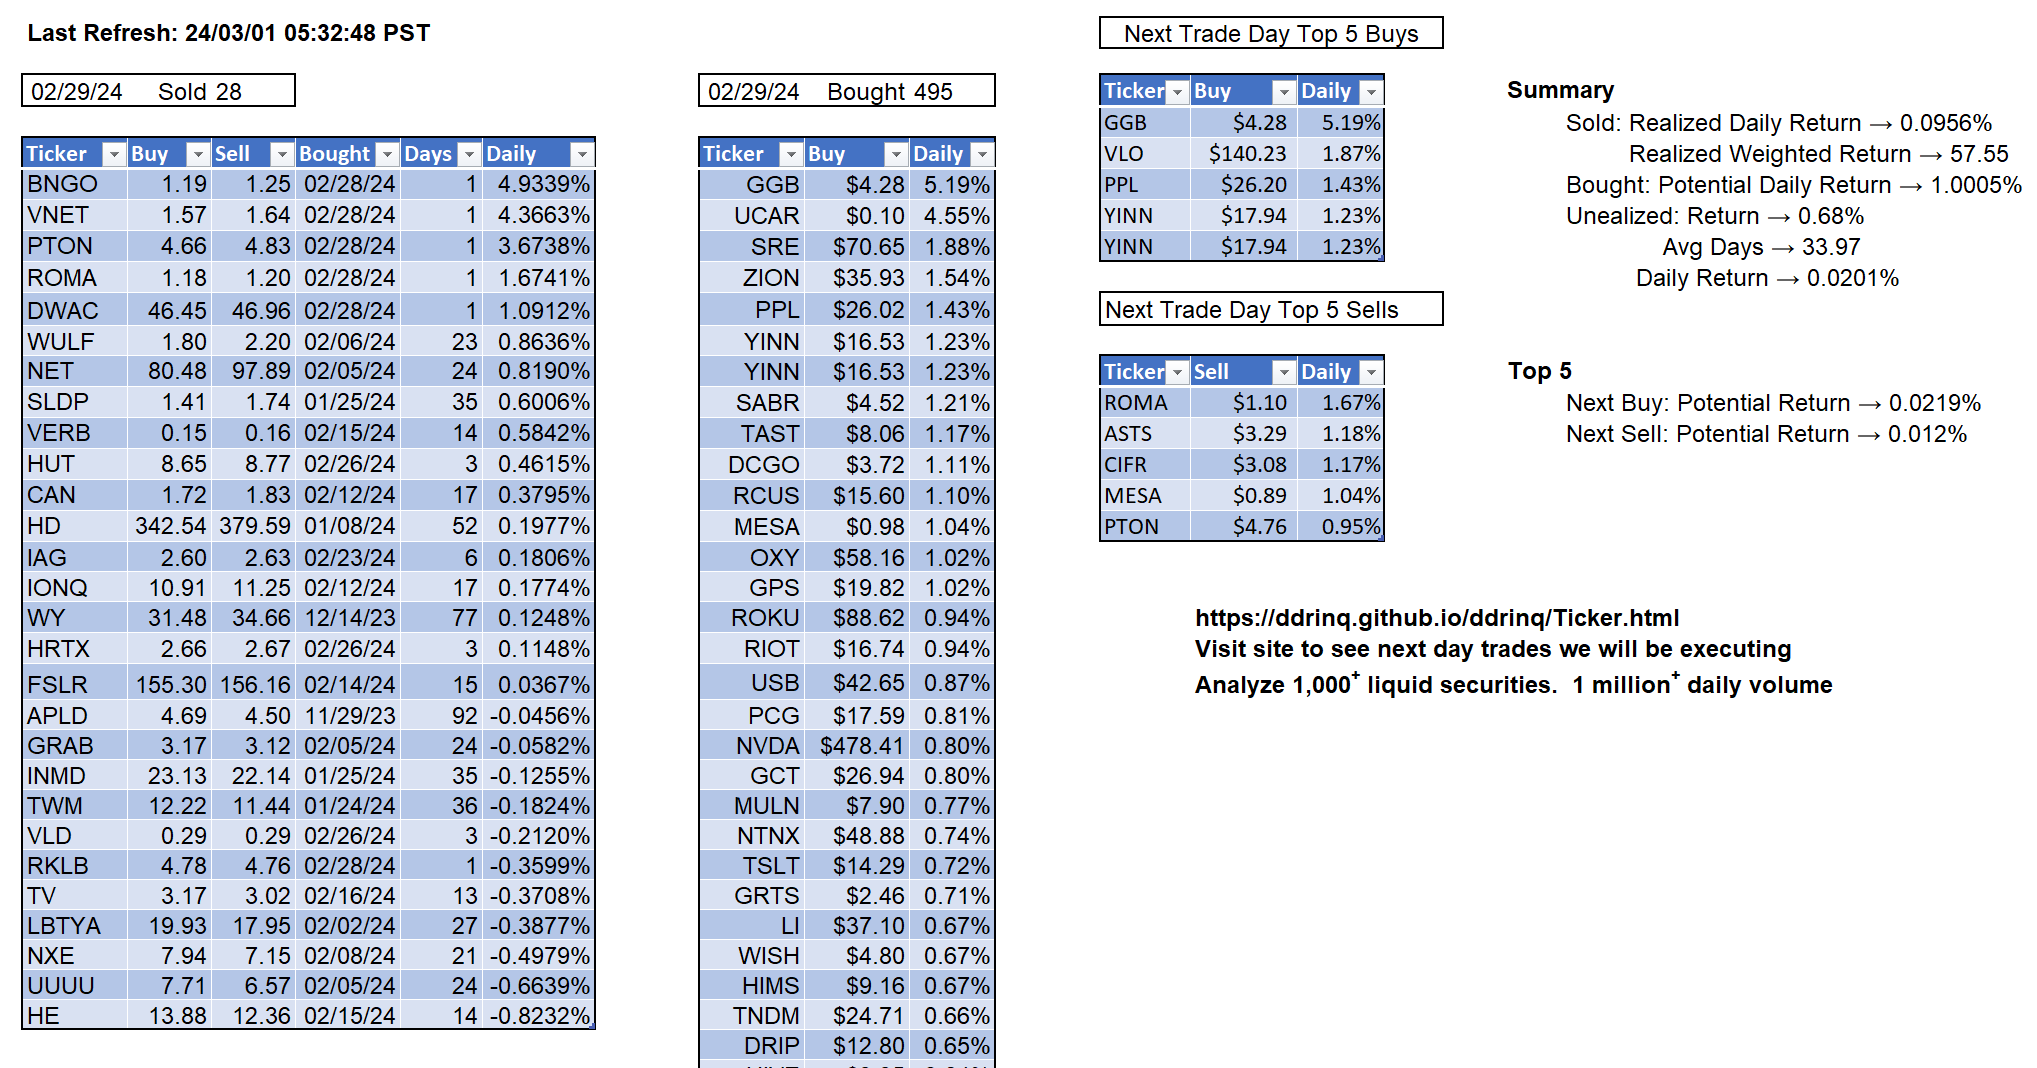 Last Refresh: 24/03/01 05:32:48 PST
02/29/24 Sold 28
Ticker Buy Sell Bought Days Daily
BNGO 1.19 1.25 02/28/24 1 4.9339%
VNET 1.57 1.64 02/28/24 1 4.3663%
PTON 4.66 4.83 02/28/24 1 3.6738%
ROMA 1.18 1.20 02/28/24 1 1.6741%
DWAC 46.45 46.96 02/28/24 1 1.0912%
WULF 1.80 2.20 02/06/24 23 0.8636%
NET 80.48 97.89 02/05/24 24 0.8190%
SLDP 1.41 1.74 01/25/24 35 0.6006%
VERB 0.15 0.16 02/15/24 14 0.5842%
HUT 8.65 8.77 02/26/24 3 0.4615%
CAN 1.72 1.83 02/12/24 17 0.3795%
HD 342.54 379.59 01/08/24 52 0.1977%
IAG 2.60 2.63 02/23/24 6 0.1806%
IONQ 10.91 11.25 02/12/24 17 0.1774%
WY 31.48 34.66 12/14/23 77 0.1248%
HRTX 2.66 2.67 02/26/24 3 0.1148%
FSLR 155.30 156.16 02/14/24 15 0.0367%
APLD 4.69 4.50 11/29/23 92 -0.0456%
GRAB 3.17 3.12 02/05/24 24 -0.0582%
INMD 23.13 22.14 01/25/24 35 -0.1255%
TWM 12.22 11.44 01/24/24 36 -0.1824%
VLD 0.29 0.29 02/26/24 3 -0.2120%
RKLB 4.78 4.76 02/28/24 1 -0.3599%
TV 3.17 3.02 02/16/24 13 -0.3708%
LBTYA 19.93 17.95 02/02/24 27 -0.3877%
NXE 7.94 7.15 02/08/24 21 -0.4979%
UUUU 7.71 6.57 02/05/24 24 -0.6639%
HE 13.88 12.36 02/15/24 14 -0.8232%
02/29/24 Bought 495
Ticker Buy Daily
GGB $4.28 5.19%
UCAR $0.10 4.55%
SRE $70.65 1.88%
ZION $35.93 1.54%
PPL $26.02 1.43%
YINN $16.53 1.23%
YINN $16.53 1.23%
SABR $4.52 1.21%
TAST $8.06 1.17%
DCGO $3.72 1.11%
RCUS $15.60 1.10%
MESA $0.98 1.04%
OXY $58.16 1.02%
GPS $19.82 1.02%
ROKU $88.62 0.94%
RIOT $16.74 0.94%
USB $42.65 0.87%
PCG $17.59 0.81%
NVDA $478.41 0.80%
GCT $26.94 0.80%
MULN $7.90 0.77%
NTNX $48.88 0.74%
TSLT $14.29 0.72%
GRTS $2.46 0.71%
LI $37.10 0.67%
WISH $4.80 0.67%
HIMS $9.16 0.67%
TNDM $24.71 0.66%
DRIP $12.80 0.65%
Next Trade Day Top 5 Buys
Ticker Buy Daily
GGB $4.28 5.19%
VLO $140.23 1.87%
PPL $26.20 1.43%
YINN $17.94 1.23%
YINN $17.94 1.23%
Next Trade Day Top 5 Sells
Ticker Sell Daily
ROMA $1.10 1.67%
ASTS $3.29 1.18%
CIFR $3.08 1.17%
MESA $0.89 1.04%
PTON $4.76 0.95%
Summary
Sold: Realized Daily Return → 0.0956%
Realized Weighted Return → 57.55
Bought: Potential Daily Return → 1.0005%
Unealized: Return → 0.68%
Avg Days → 33.97
Daily Return → 0.0201%
Top 5
Next Buy: Potential Return → 0.0219%
Next Sell: Potential Return → 0.012%
https://ddrinq.github.io/ddrinq/Ticker.html
Visit site to see next day trades we will be executing
Analyze 1,000+ liquid securities. 1 million+ daily volume